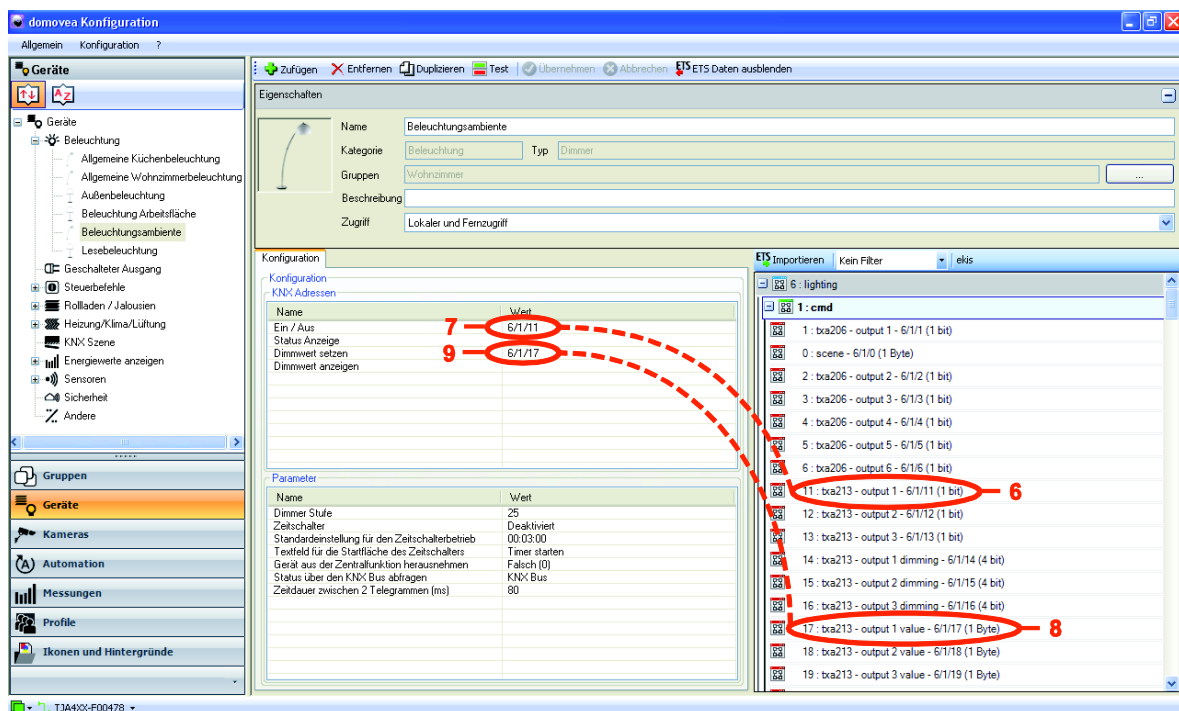 domovea Konfiguration
Allgemein Konfiguration ?
Geräte
A Z
Geräte
Beleuchtung
Allgemeine Küchenbeleuchtung
Allgemeine Wohnzimmerbeleuchtung
Außenbeleuchtung
Beleuchtung Arbeitsfläche
Beleuchtungsambiente
Lesebeleuchtung
Geschalteter Ausgang
Steuerbefehle
Rollladen / Jalousien
Heizung/Klima/Lüftung
KNX Szene
Energiewerte anzeigen
Sensoren
Sicherheit
Andere
Gruppen
Geräte
Kameras
Automation
Messungen
Profile
Ikonen und Hintergründe
TJA4XX-F00478
Zufügen Entfernen Duplizieren Test Übernehmen Abbrechen ETS ETS Daten ausblenden
Eigenschaften
Name Beleuchtungsambiente
Kategorie Beleuchtung Typ Dimmer
Gruppen Wohnzimmer ...
Beschreibung
Zugriff Lokaler und Fernzugriff
Konfiguration
Konfiguration
KNX Adressen
Name Wert
Ein / Aus 7 6/1/11
Status Anzeige
Dimmwert setzen 9 6/1/17
Dimmwert anzeigen
Parameter
Name Wert
Dimmer Stufe 25
Zeitschalter Deaktiviert
Standardeinstellung für den Zeitschalterbetrieb 00:03:00
Textfeld für die Startfläche des Zeitschalters Timer starten
Gerät aus der Zentralfunktion herausnehmen Falsch (0)
Status über den KNX Bus abfragen KNX Bus
Zeitdauer zwischen 2 Telegrammen (ms) 80
ETS Importieren Kein Filter ekis
6 : lighting
1 : cmd
1 : txa206 - output 1 - 6/1/1 (1 bit)
0 : scene - 6/1/0 (1 Byte)
2 : txa206 - output 2 - 6/1/2 (1 bit)
3 : txa206 - output 3 - 6/1/3 (1 bit)
4 : txa206 - output 4 - 6/1/4 (1 bit)
5 : txa206 - output 5 - 6/1/5 (1 bit)
6 : txa206 - output 6 - 6/1/6 (1 bit)
11 : txa213 - output 1 - 6/1/11 (1 bit) 6
12 : txa213 - output 2 - 6/1/12 (1 bit)
13 : txa213 - output 3 - 6/1/13 (1 bit)
14 : txa213 - output 1 dimming - 6/1/14 (4 bit)
15 : txa213 - output 2 dimming - 6/1/15 (4 bit)
16 : txa213 - output 3 dimming - 6/1/16 (4 bit)
17 : txa213 - output 1 value - 6/1/17 (1 Byte) 8
18 : txa213 - output 2 value - 6/1/18 (1 Byte)
19 : txa213 - output 3 value - 6/1/19 (1 Byte)